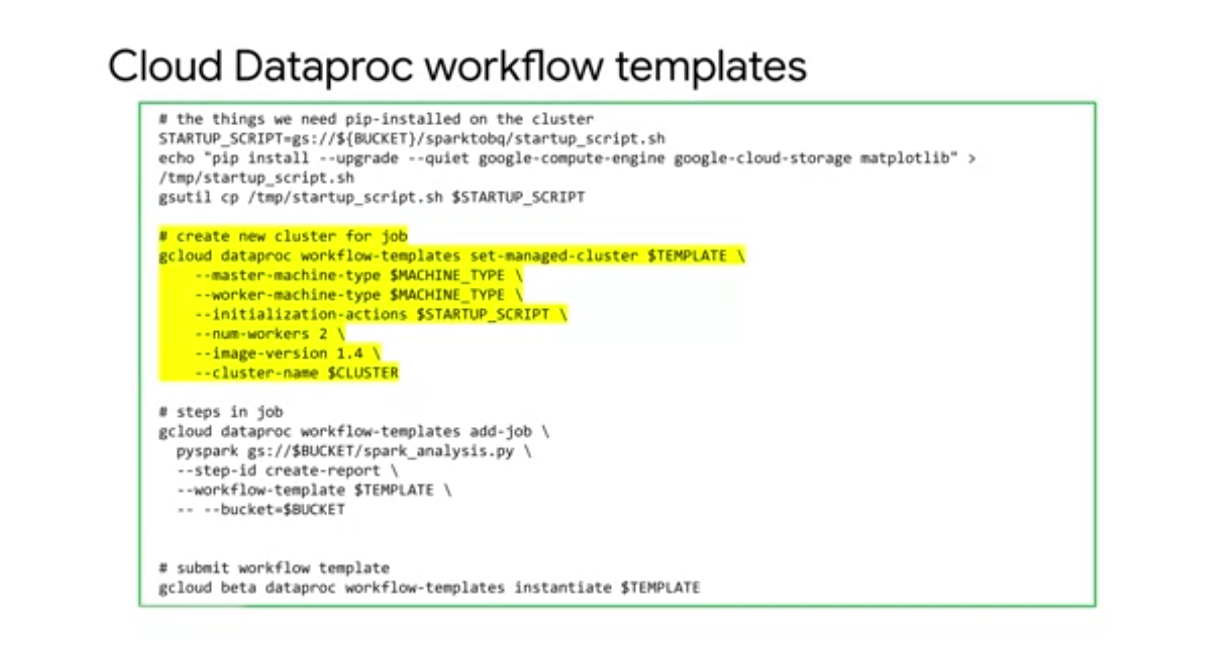 Cloud Dataproc workflow templates
# the things we need pip-installed on the cluster
STARTUP_SCRIPT=gs://${BUCKET}/sparktobq/startup_script.sh
echo "pip install --upgrade --quiet google-compute-engine google-cloud-storage matplotlib" >
/tmp/startup_script.sh
gsutil cp /tmp/startup_script.sh $STARTUP_SCRIPT
# create new cluster for job
gcloud dataproc workflow-templates set-managed-cluster $TEMPLATE \
--master-machine-type $MACHINE_TYPE \
--worker-machine-type $MACHINE_TYPE \
--initialization-actions $STARTUP_SCRIPT \
--num-workers 2 \
--image-version 1.4 \
--cluster-name $CLUSTER
# steps in job
gcloud dataproc workflow-templates add-job \
pyspark gs://$BUCKET/spark_analysis.py \
--step-id create-report \
--workflow-template $TEMPLATE \
-- --bucket=$BUCKET
# submit workflow template
gcloud beta dataproc workflow-templates instantiate $TEMPLATE